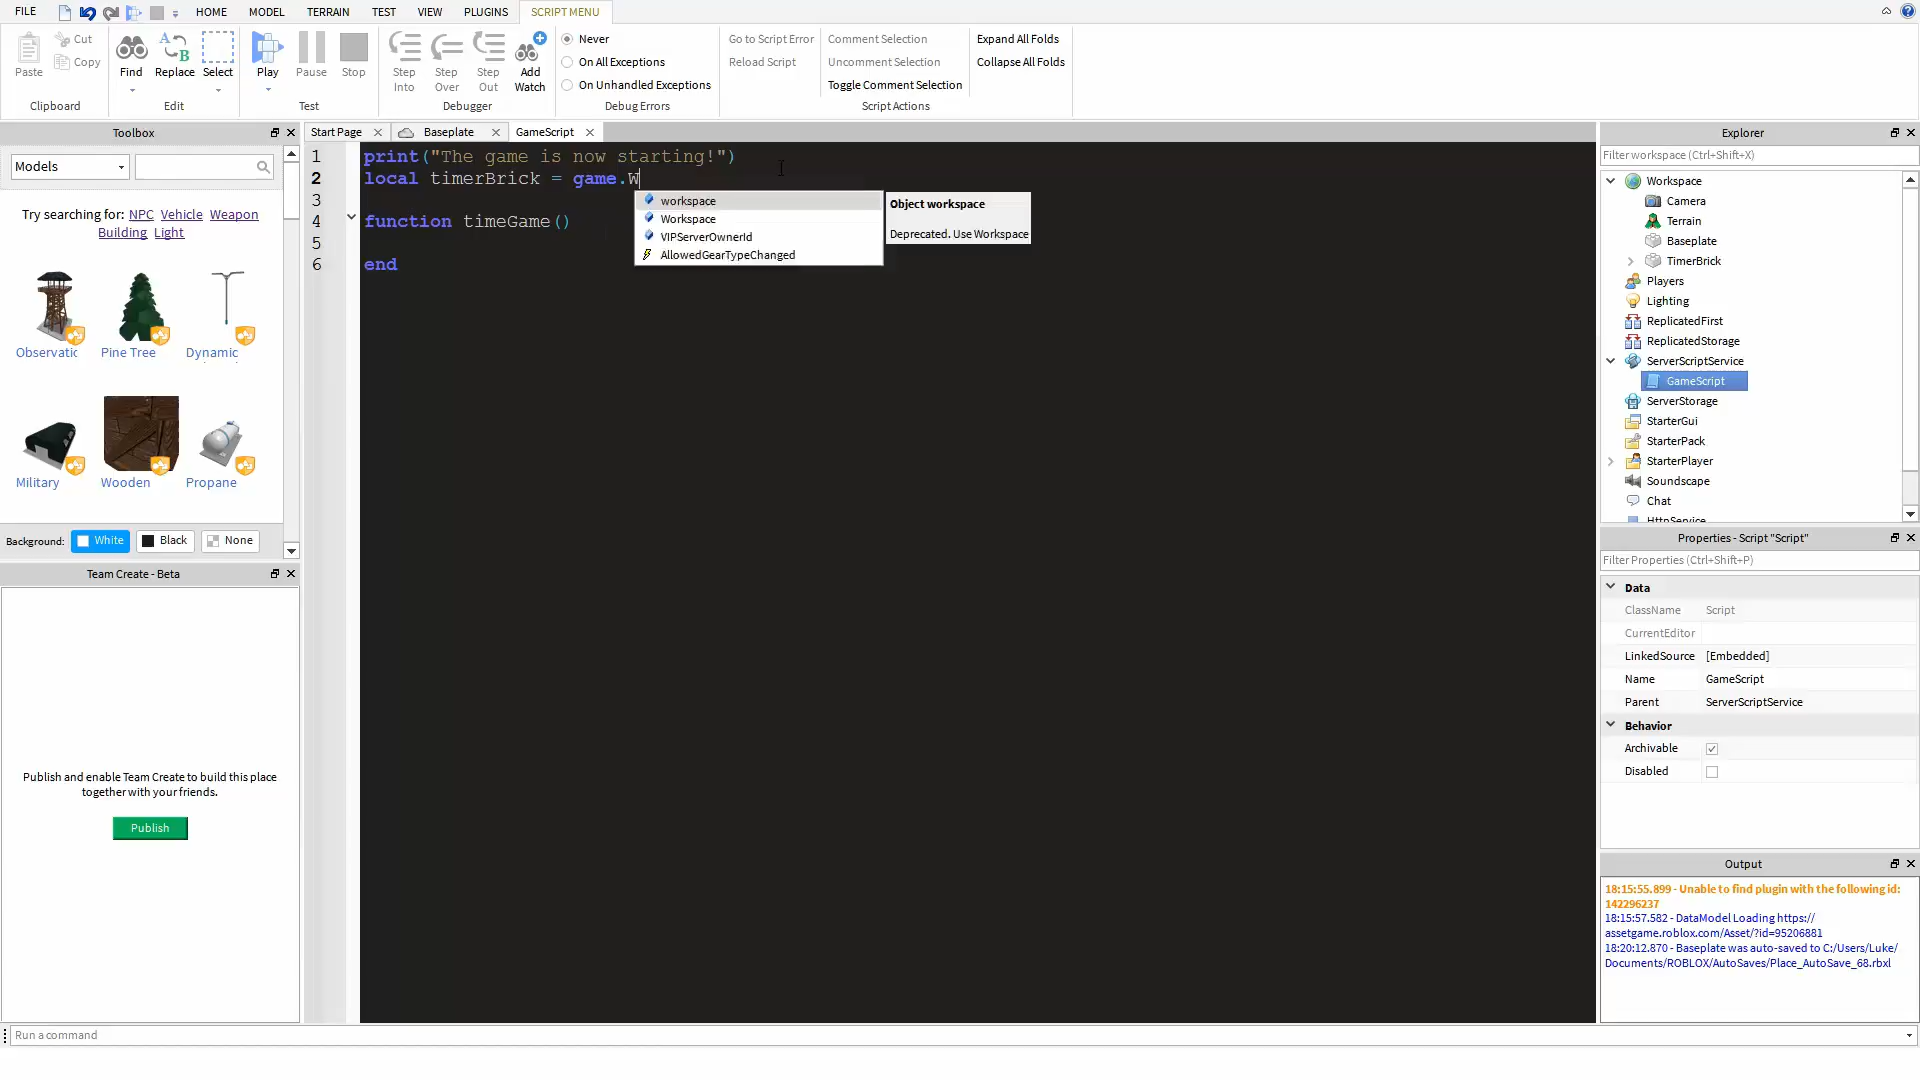 FILE
HOME
MODEL
TERRAIN
TEST
VIEW
PLUGINS
SCRIPT MENU
Paste
Cut
Copy
Clipboard
Find
Replace
Select
Edit
Play
Pause
Stop
Test
Step Into
Step Over
Step Out
Add Watch
Debugger
Never
On All Exceptions
On Unhandled Exceptions
Debug Errors
Go to Script Error
Reload Script
Comment Selection
Uncomment Selection
Toggle Comment Selection
Script Actions
Expand All Folds
Collapse All Folds
Toolbox
Models
Try searching for: NPC Vehicle Weapon
Building Light
Observatic
Pine Tree
Dynamic
Military
Wooden
Propane
Background: White Black None
Team Create - Beta
Publish and enable Team Create to build this place
together with your friends.
Publish
Start Page
Baseplate
GameScript
1 print("The game is now starting!")
2 local timerBrick = game.W
3
4 function timeGame()
5
6 end
workspace
Workspace
VIPServerOwnerId
AllowedGearTypeChanged
Object workspace
Deprecated. Use Workspace
Explorer
Filter workspace (Ctrl+Shift+X)
Workspace
Camera
Terrain
Baseplate
TimerBrick
Players
Lighting
ReplicatedFirst
ReplicatedStorage
ServerScriptService
GameScript
ServerStorage
StarterGui
StarterPack
StarterPlayer
Soundscape
Chat
HttpService
Properties - Script "Script"
Filter Properties (Ctrl+Shift+P)
Data
ClassName Script
CurrentEditor
LinkedSource [Embedded]
Name GameScript
Parent ServerScriptService
Behavior
Archivable
Disabled
Output
18:15:55.899 - Unable to find plugin with the following id:
142296237
18:15:57.582 - DataModel Loading https://
assetgame.roblox.com/Asset/?id=95206881
18:20:12.870 - Baseplate was auto-saved to C:/Users/Luke/
Documents/ROBLOX/AutoSaves/Place_AutoSave_68.rbxl
Run a command